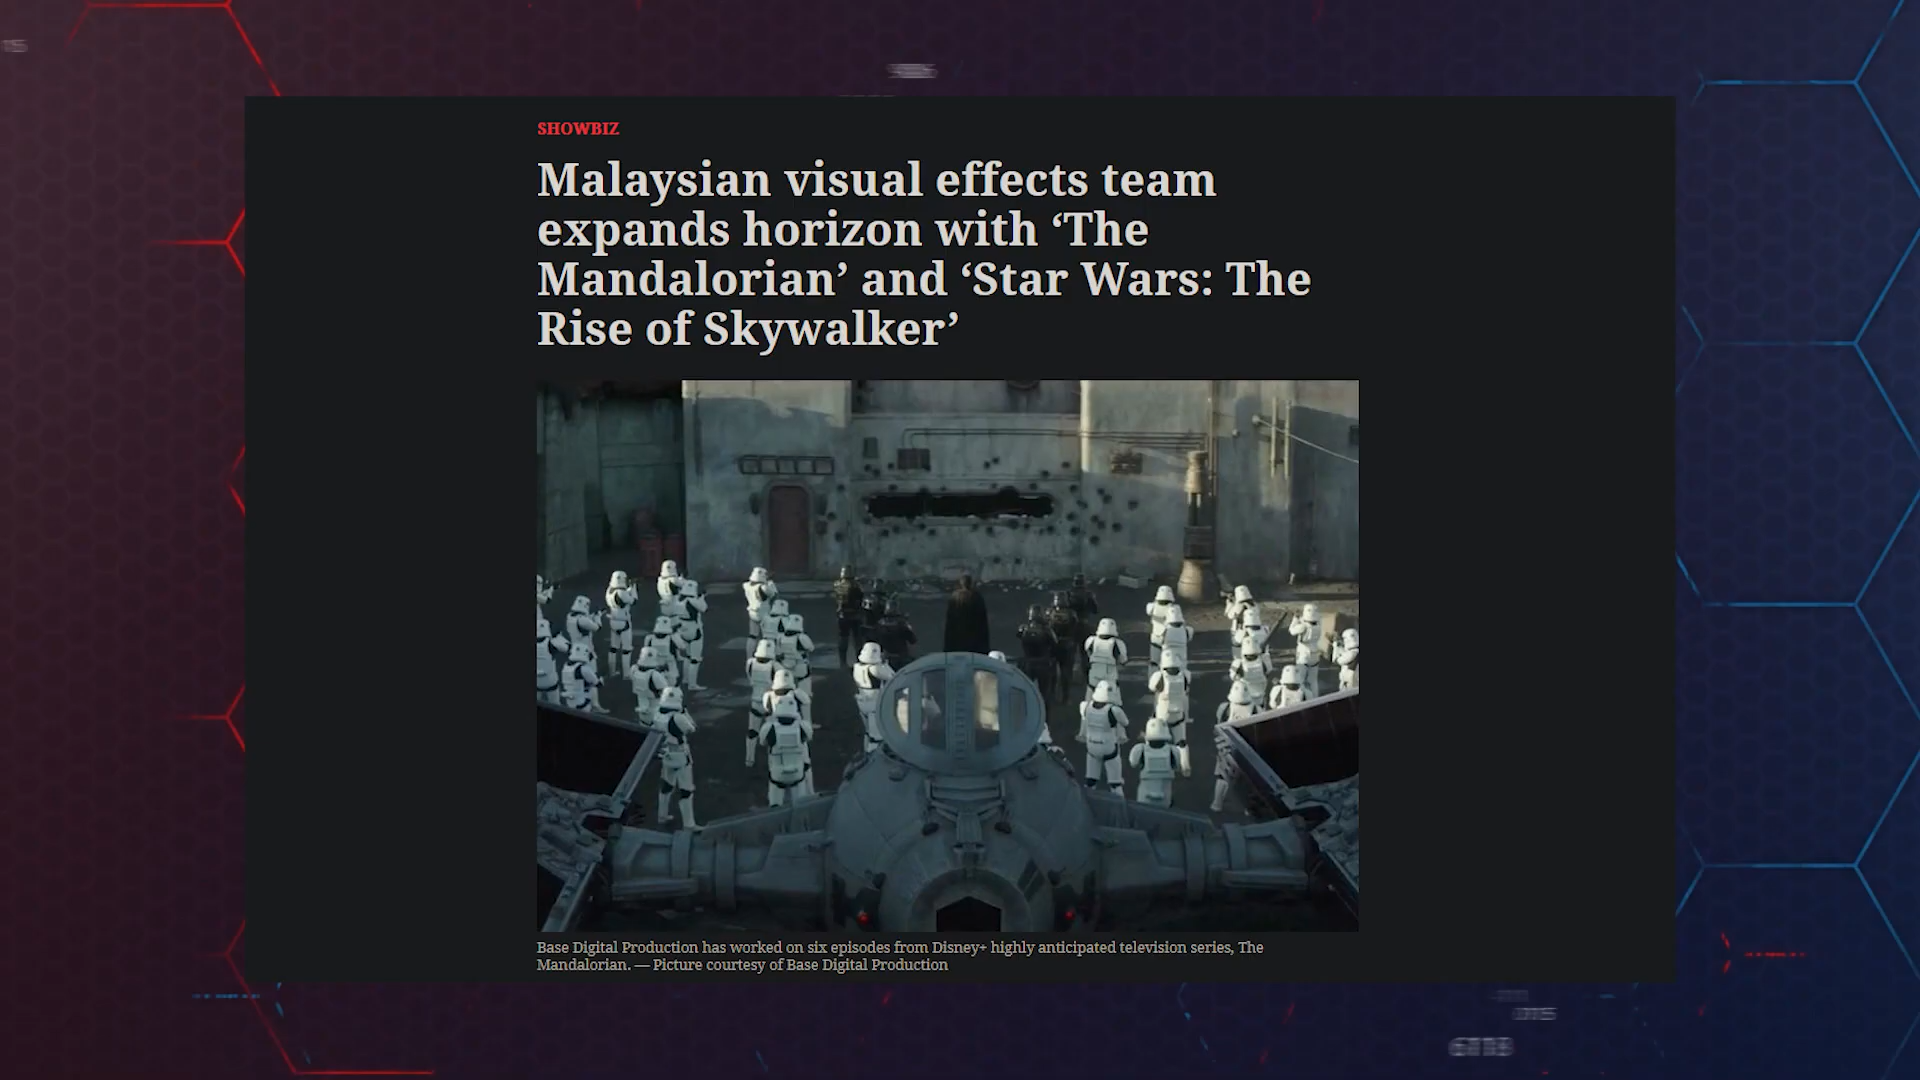 SHOWBIZ
Malaysian visual effects team
expands horizon with ‘The
Mandalorian’ and ‘Star Wars: The
Rise of Skywalker’
Base Digital Production has worked on six episodes from Disney+ highly anticipated television series, The
Mandalorian. — Picture courtesy of Base Digital Production